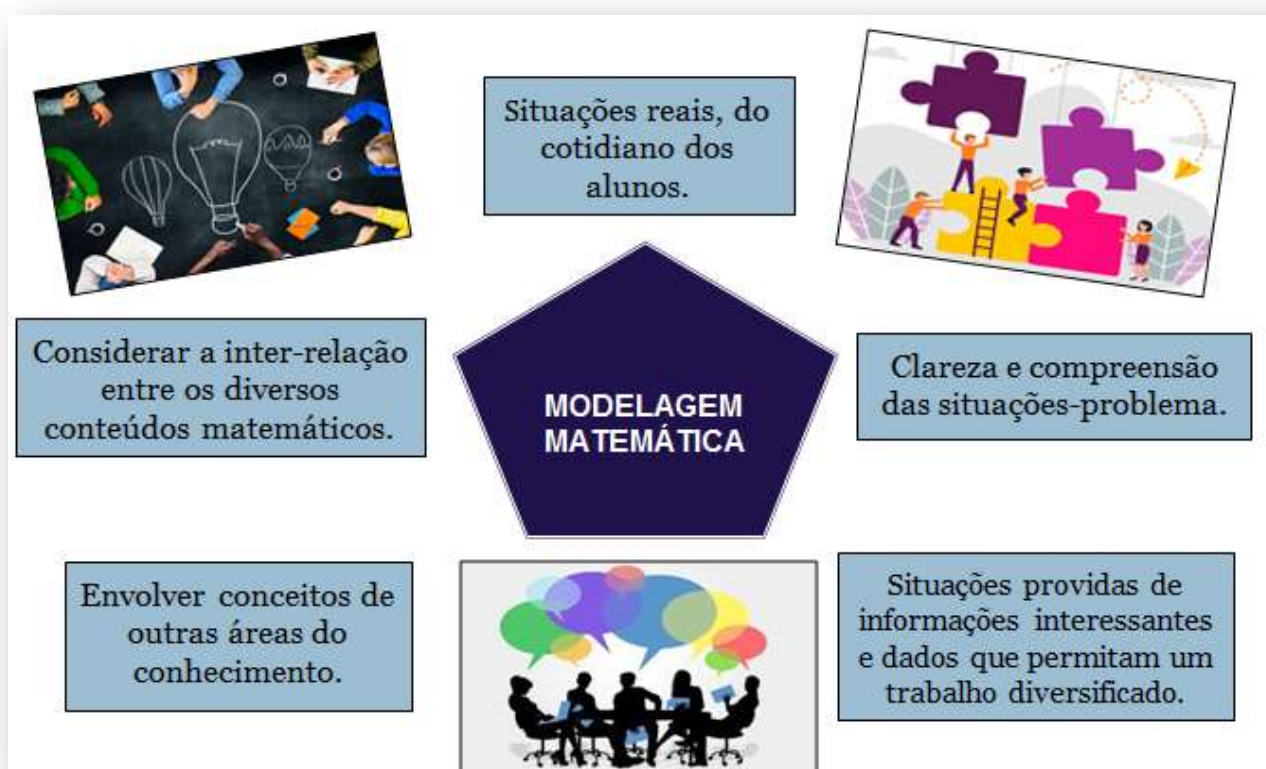 Situações reais, do
cotidiano dos
alunos.
Considerar a inter-relação
entre os diversos
conteúdos matemáticos.
MODELAGEM
MATEMÁTICA
Clareza e compreensão
das situações-problema.
Envolver conceitos de
outras áreas do
conhecimento.
Situações providas de
informações interessantes
e dados que permitam um
trabalho diversificado.